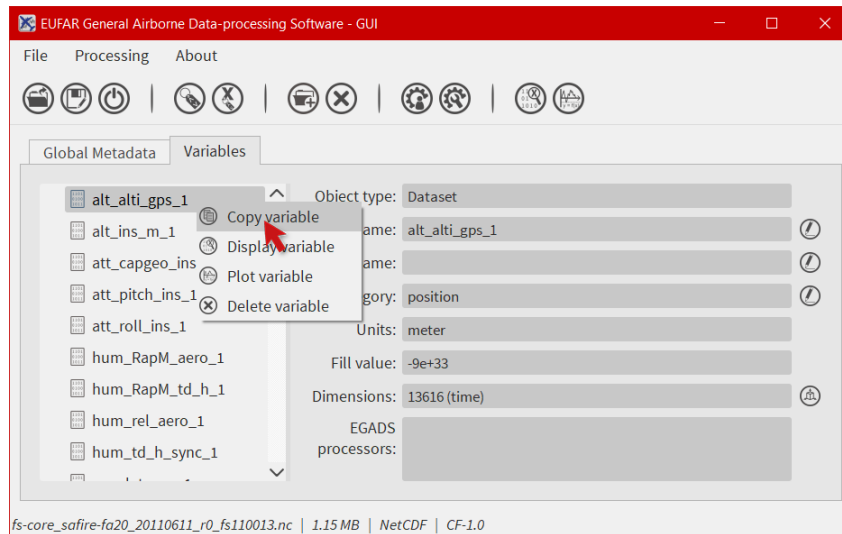 EUFAR General Airborne Data-processing Software - GUI
File Processing About
Global Metadata Variables
alt_alti_gps_1
alt_ins_m_1
att_capgeo_ins
att_pitch_ins_1
att_roll_ins_1
hum_RapM_aero_1
hum_RapM_td_h_1
hum_rel_aero_1
hum_td_h_sync_1
Copy variable
Display variable
Plot variable
Delete variable
Object type: Dataset
ame: alt_alti_gps_1
ame:
gory: position
Units: meter
Fill value: -9e+33
Dimensions: 13616 (time)
EGADS
processors:
fs-core_safire-fa20_20110611_r0_fs110013.nc | 1.15 MB | NetCDF | CF-1.0